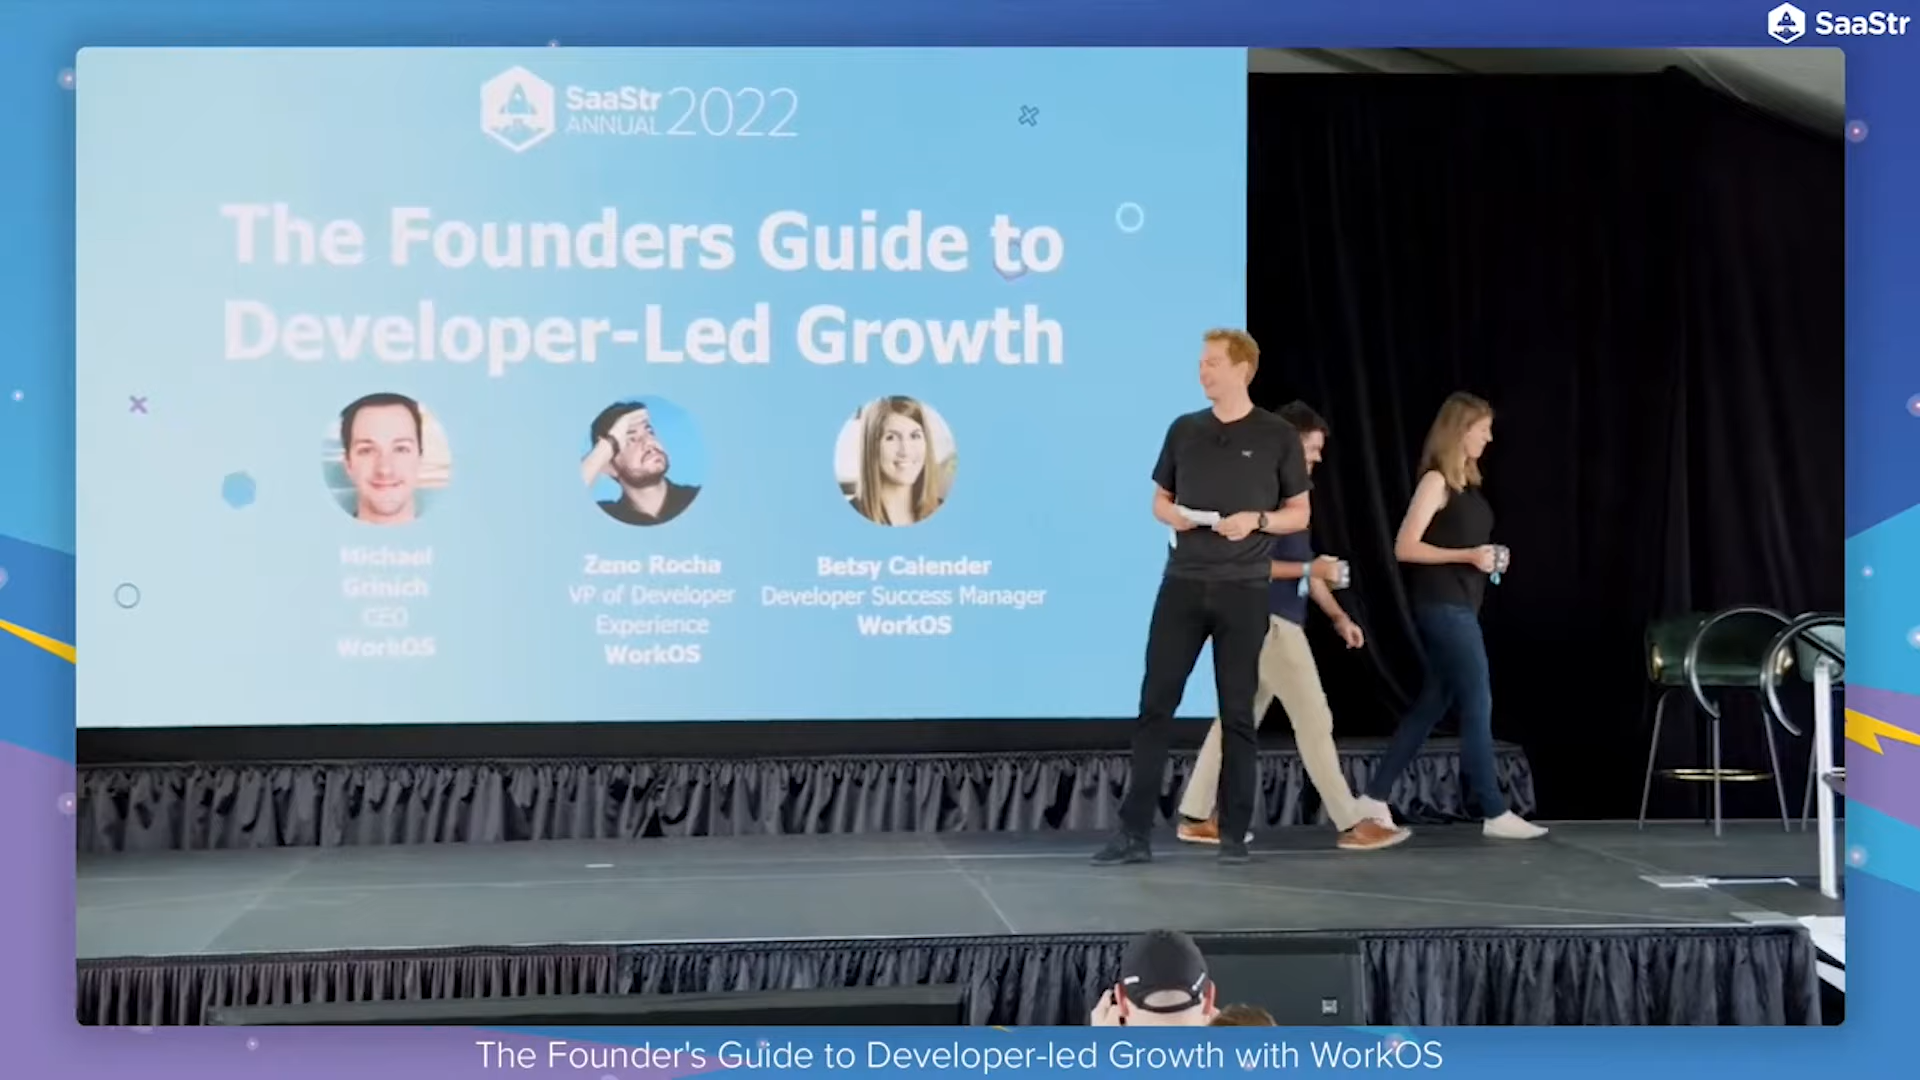 SaaStr
SaaStr
ANNUAL 2022
The Founders Guide to
Developer-Led Growth
Michael
Grinich
CEO
WorkOS
Zeno Rocha
VP of Developer
Experience
WorkOS
Betsy Calender
Developer Success Manager
WorkOS
The Founder's Guide to Developer-led Growth with WorkOS